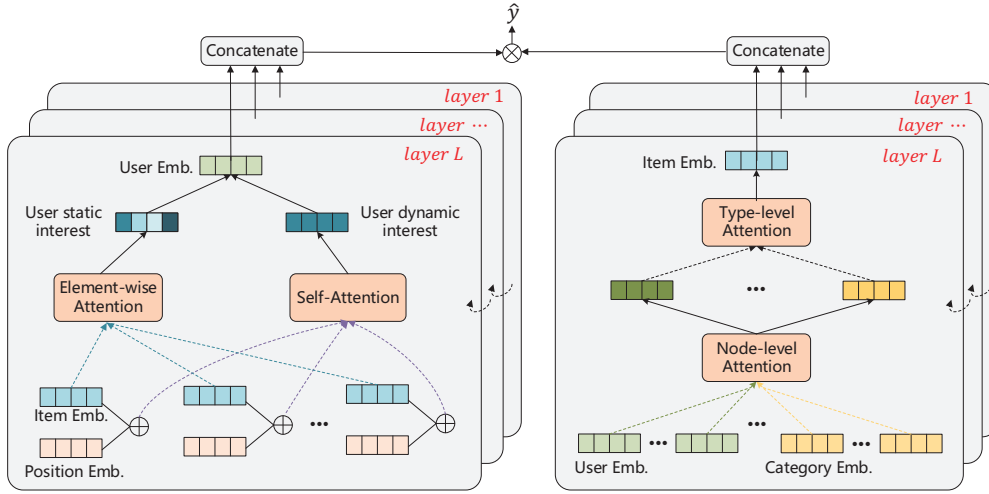 ŷ
Concatenate
Concatenate
layer 1
layer ⋯
layer L
User Emb.
User static
interest
User dynamic
interest
Element-wise
Attention
Self-Attention
Item Emb.
•••
Position Emb.
layer 1
layer ⋯
layer L
Item Emb.
Type-level
Attention
•••
Node-level
Attention
•••
••• •••
User Emb.
Category Emb.